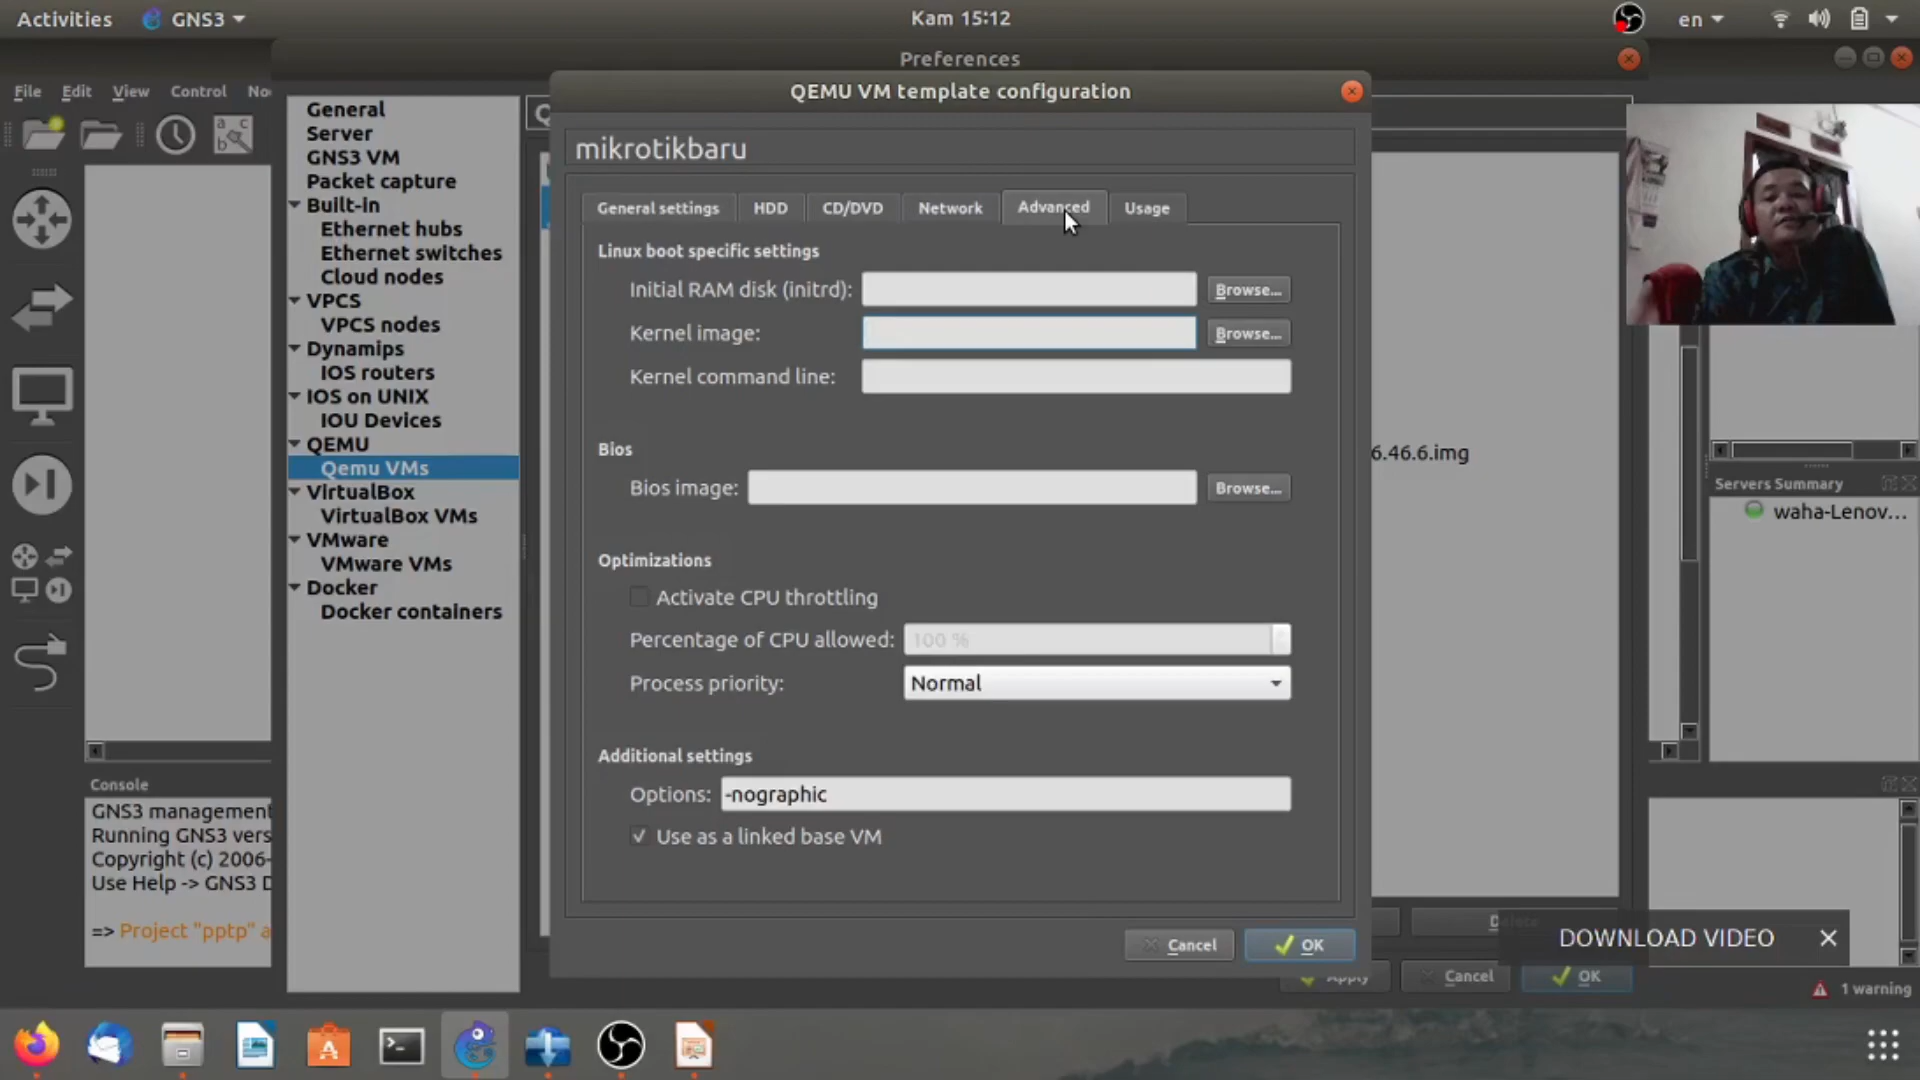 Activities
GNS3
Kam 15:12
en
Preferences
QEMU VM template configuration
File
Edit
View
Control
mikrotikbaru
General settings
HDD
CD/DVD
Network
Advanced
Usage
General
Server
GNS3 VM
Packet capture
Built-in
Ethernet hubs
Ethernet switches
Cloud nodes
VPCS
VPCS nodes
Dynamips
IOS routers
IOS on UNIX
IOU Devices
QEMU
Qemu VMs
VirtualBox
VirtualBox VMs
VMware
VMware VMs
Docker
Docker containers
Linux boot specific settings
Initial RAM disk (initrd):
Browse...
Kernel image:
Browse...
Kernel command line:
Bios
Bios image:
Browse...
Optimizations
Activate CPU throttling
Percentage of CPU allowed:
100 %
Process priority:
Normal
Additional settings
Options:
-nographic
Use as a linked base VM
Cancel
OK
6.46.6.img
Servers Summary
waha-Lenov...
Console
GNS3 management
Running GNS3 vers
Copyright (c) 2006-
Use Help -> GNS3 D
=> Project "pptp" a
DOWNLOAD VIDEO
Apply
Cancel
OK
1 warning